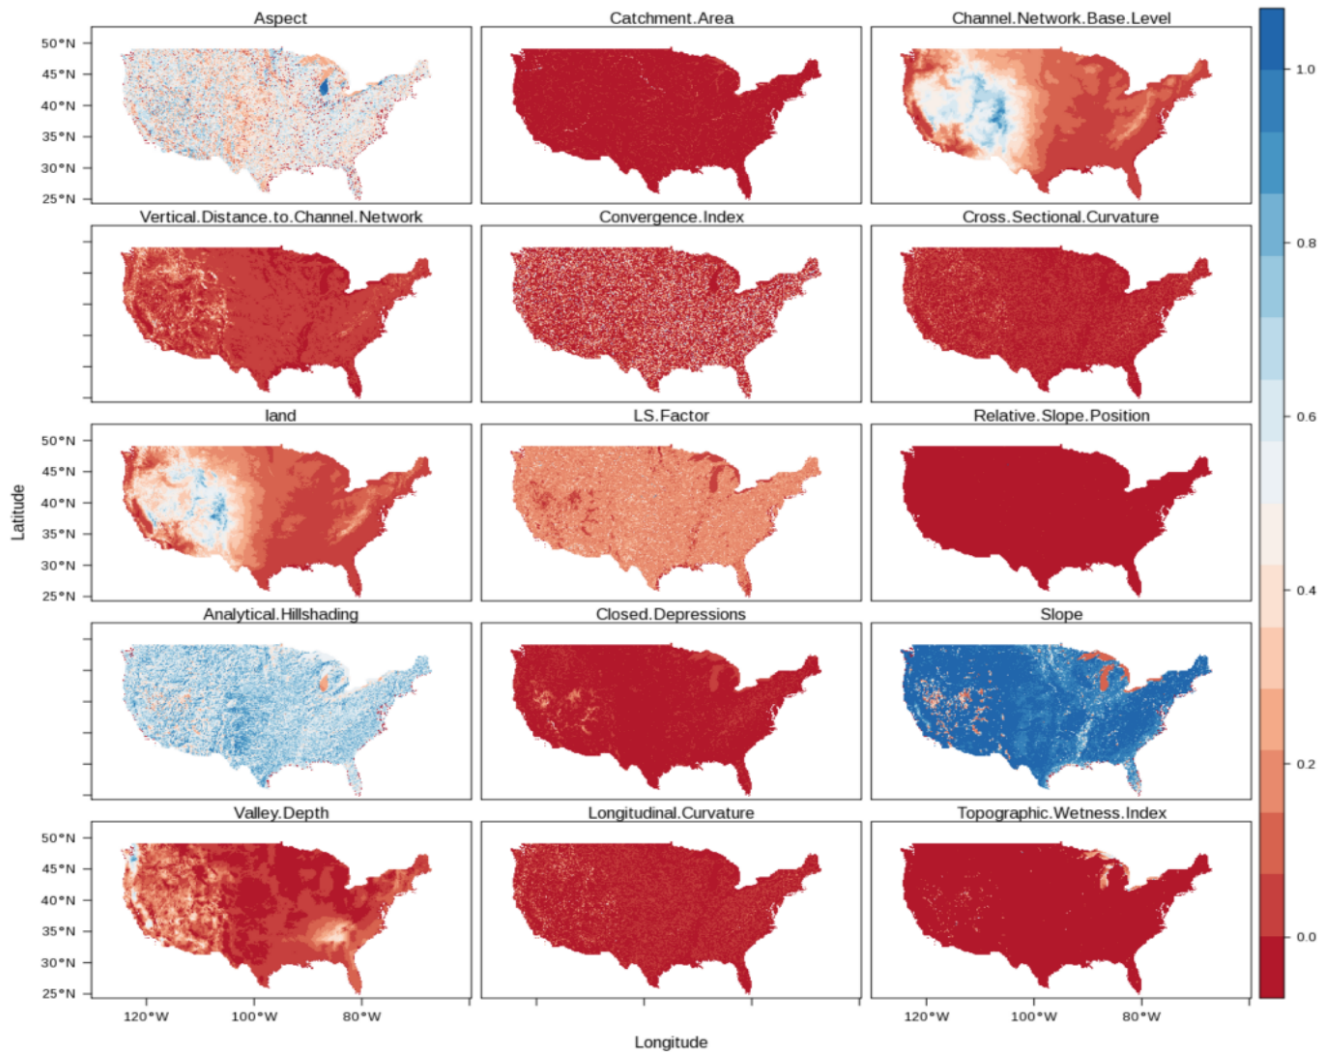 Aspect
Catchment.Area
Channel.Network.Base.Level
50°N
45°N
40°N
35°N
30°N
25°N
Vertical.Distance.to.Channel.Network
Convergence.Index
Cross.Sectional.Curvature
land
LS.Factor
Relative.Slope.Position
50°N
45°N
40°N
35°N
30°N
25°N
Analytical.Hillshading
Closed.Depressions
Slope
Valley.Depth
Longitudinal.Curvature
Topographic.Wetness.Index
50°N
45°N
40°N
35°N
30°N
25°N
120°W 100°W 80°W
120°W 100°W 80°W
Longitude
Latitude
1.0
0.8
0.6
0.4
0.2
0.0